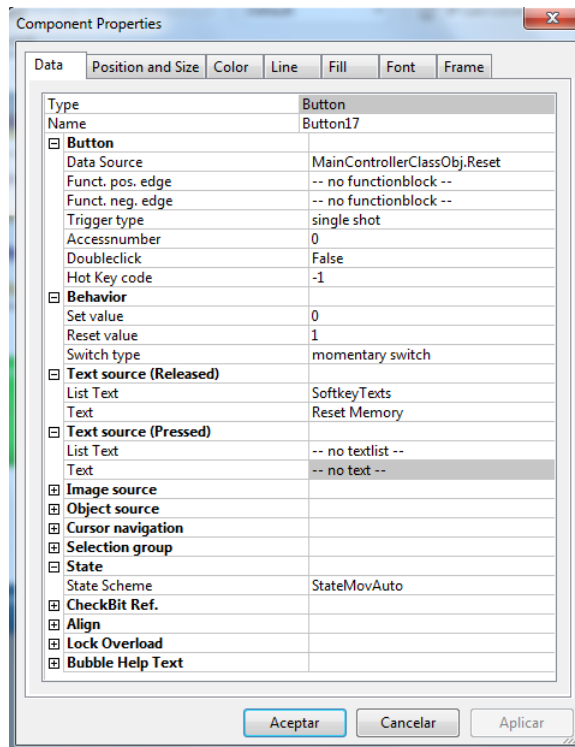 Component Properties
Data Position and Size Color Line Fill Font Frame
Type Button
Name Button17
Button
Data Source MainControllerClassObj.Reset
Funct. pos. edge -- no functionblock --
Funct. neg. edge -- no functionblock --
Trigger type single shot
Accessnumber 0
Doubleclick False
Hot Key code -1
Behavior
Set value 0
Reset value 1
Switch type momentary switch
Text source (Released)
List Text SoftkeyTexts
Text Reset Memory
Text source (Pressed)
List Text -- no textlist --
Text -- no text --
Image source
Object source
Cursor navigation
Selection group
State
State Scheme StateMovAuto
CheckBit Ref.
Align
Lock Overload
Bubble Help Text
Aceptar Cancelar Aplicar